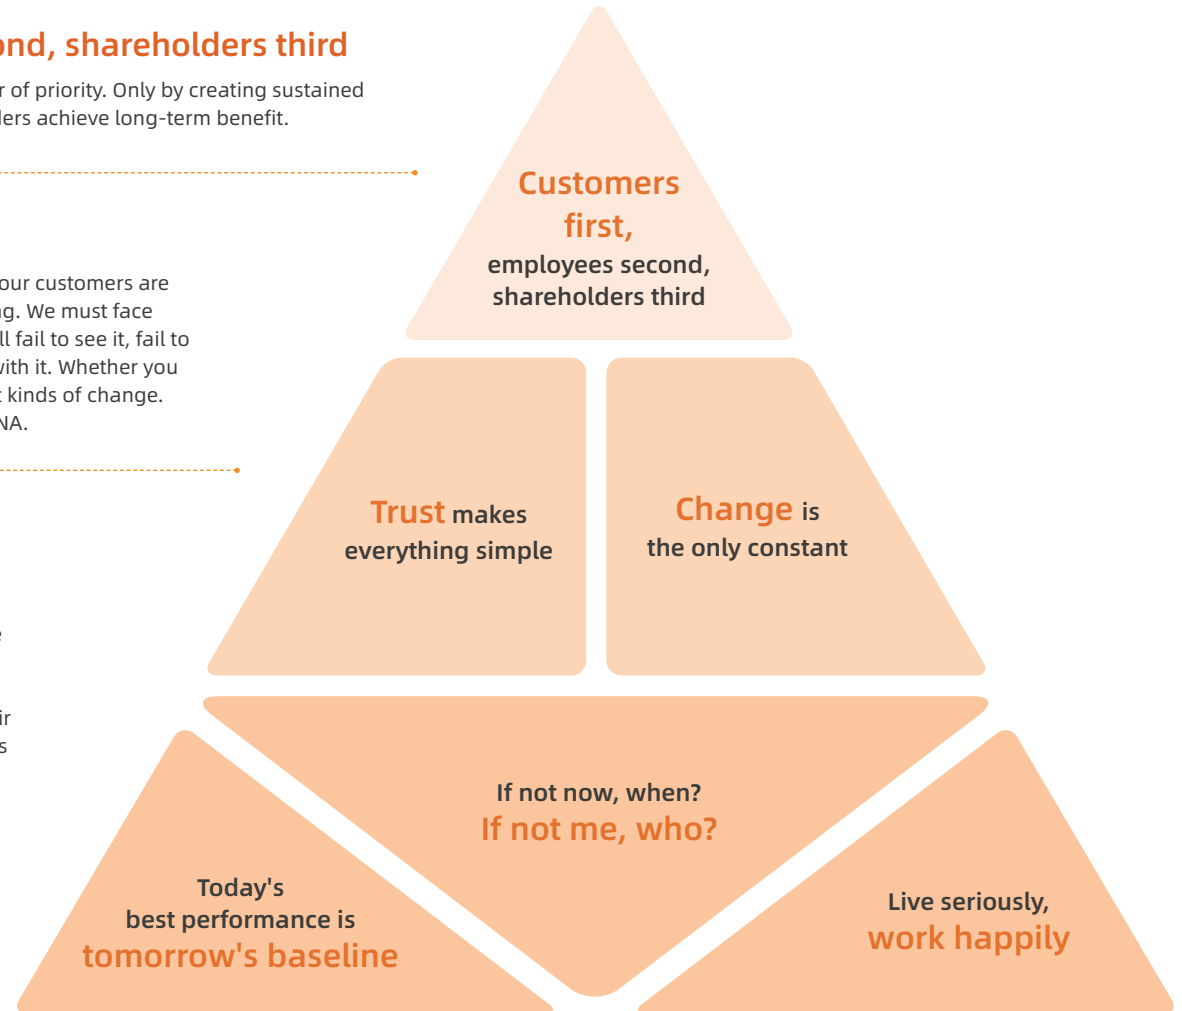 ond, shareholders third
r of priority. Only by creating sustained
ders achieve long-term benefit.
our customers are
ng. We must face
ll fail to see it, fail to
with it. Whether you
t kinds of change.
NA.
e
ir
s
Customers
first,
employees second,
shareholders third
Trust makes
everything simple
Change is
the only constant
If not now, when?
If not me, who?
Today's
best performance is
tomorrow's baseline
Live seriously,
work happily